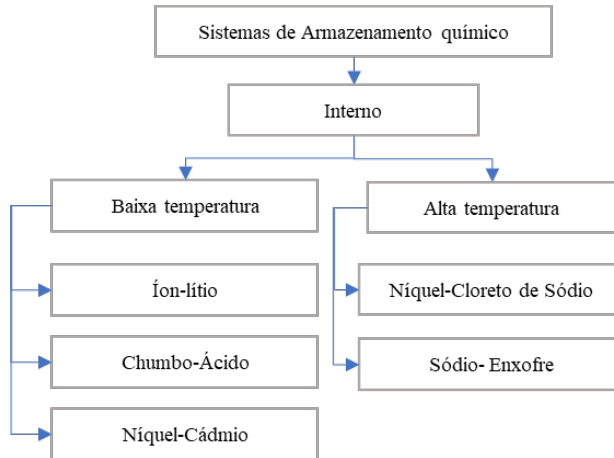 Sistemas de Armazenamento químico
Interno
Baixa temperatura
Alta temperatura
Íon-lítio
Níquel-Cloreto de Sódio
Chumbo-Ácido
Sódio- Enxofre
Níquel-Cádmio